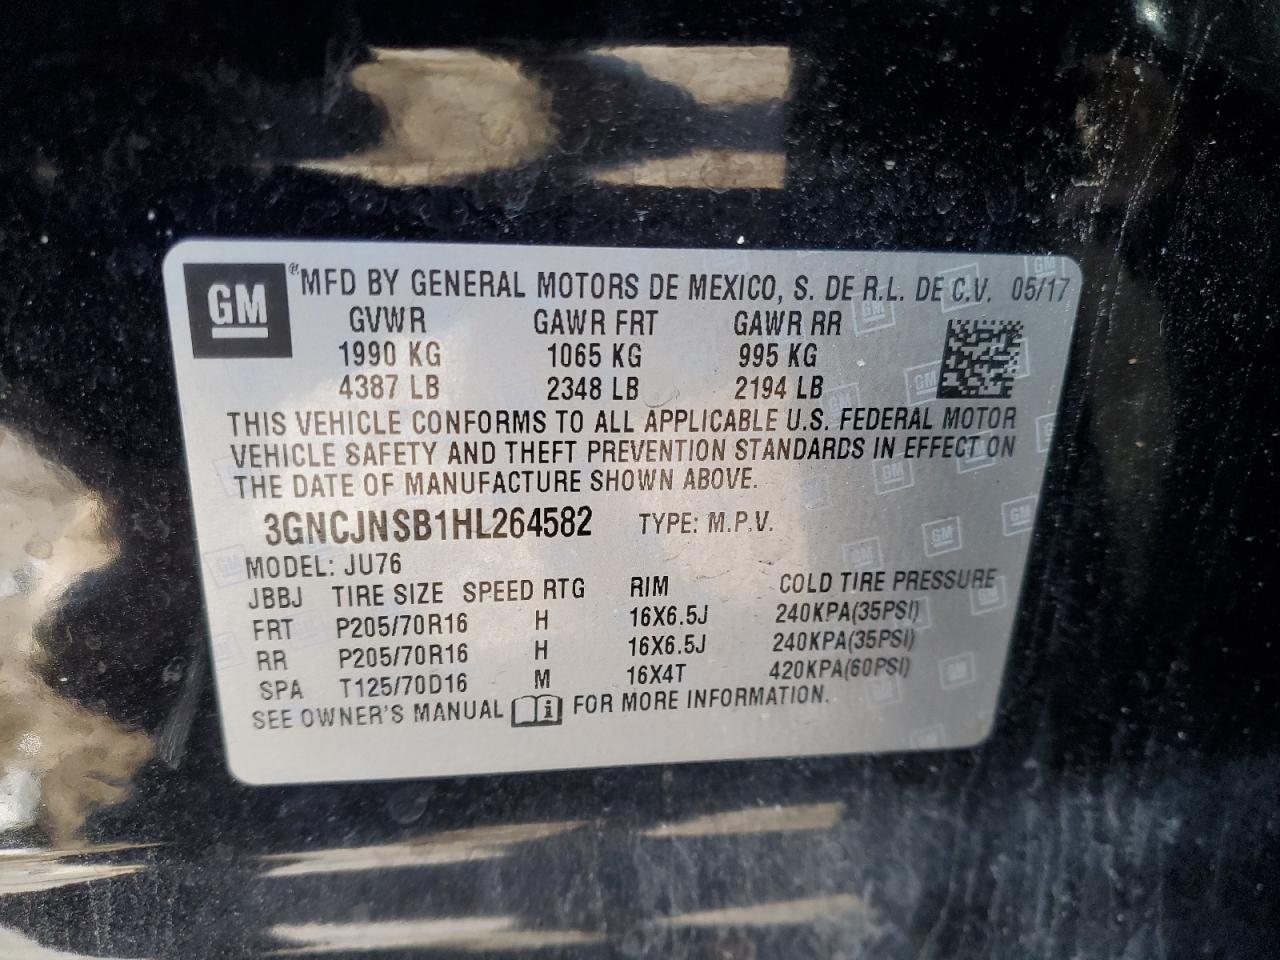 GM ® MFD BY GENERAL MOTORS DE MEXICO, S. DE R.L. DE C.V. 05/17
GVWR GAWR FRT GAWR RR
1990 KG 1065 KG 995 KG
4387 LB 2348 LB 2194 LB
THIS VEHICLE CONFORMS TO ALL APPLICABLE U.S. FEDERAL MOTOR
VEHICLE SAFETY AND THEFT PREVENTION STANDARDS IN EFFECT ON
THE DATE OF MANUFACTURE SHOWN ABOVE.
3GNCJNSB1HL264582 TYPE: M.P.V.
MODEL: JU76
JBBJ TIRE SIZE SPEED RTG RIM COLD TIRE PRESSURE
FRT P205/70R16 H 16X6.5J 240KPA(35PSI)
RR P205/70R16 H 16X6.5J 240KPA(35PSI)
SPA T125/70D16 M 16X4T 420KPA(60PSI)
SEE OWNER'S MANUAL i FOR MORE INFORMATION.